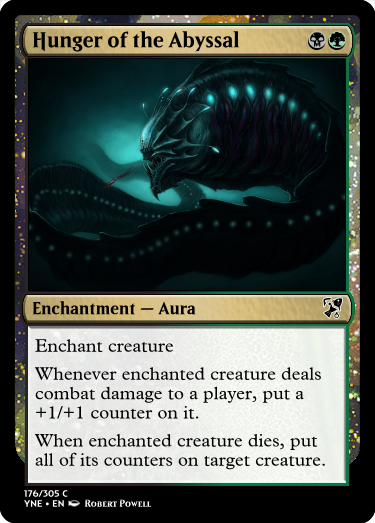 Hunger of the Abyssal
Enchantment — Aura
Enchant creature
Whenever enchanted creature deals
combat damage to a player, put a
+1/+1 counter on it.
When enchanted creature dies, put
all of its counters on target creature.
176/305 C
YNE • EN Robert Powell